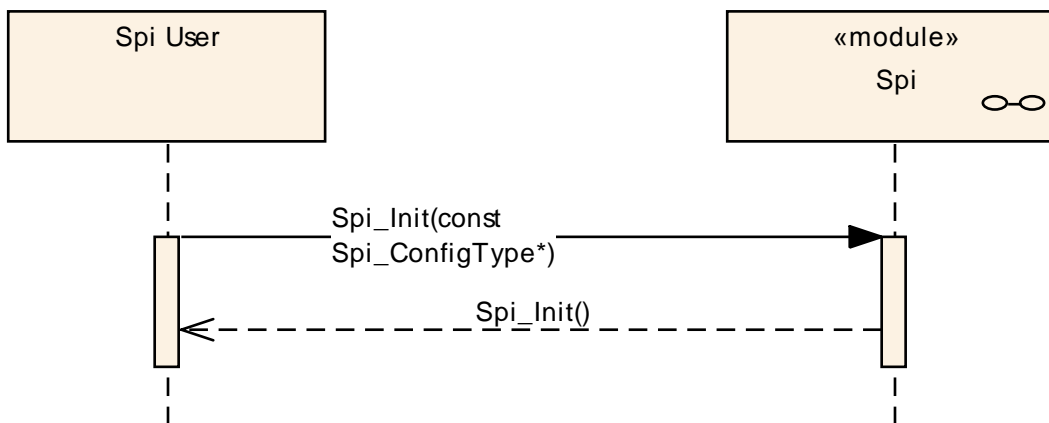 Spi User
«module»
Spi
Spi_Init(const
Spi_ConfigType*)
Spi_Init()